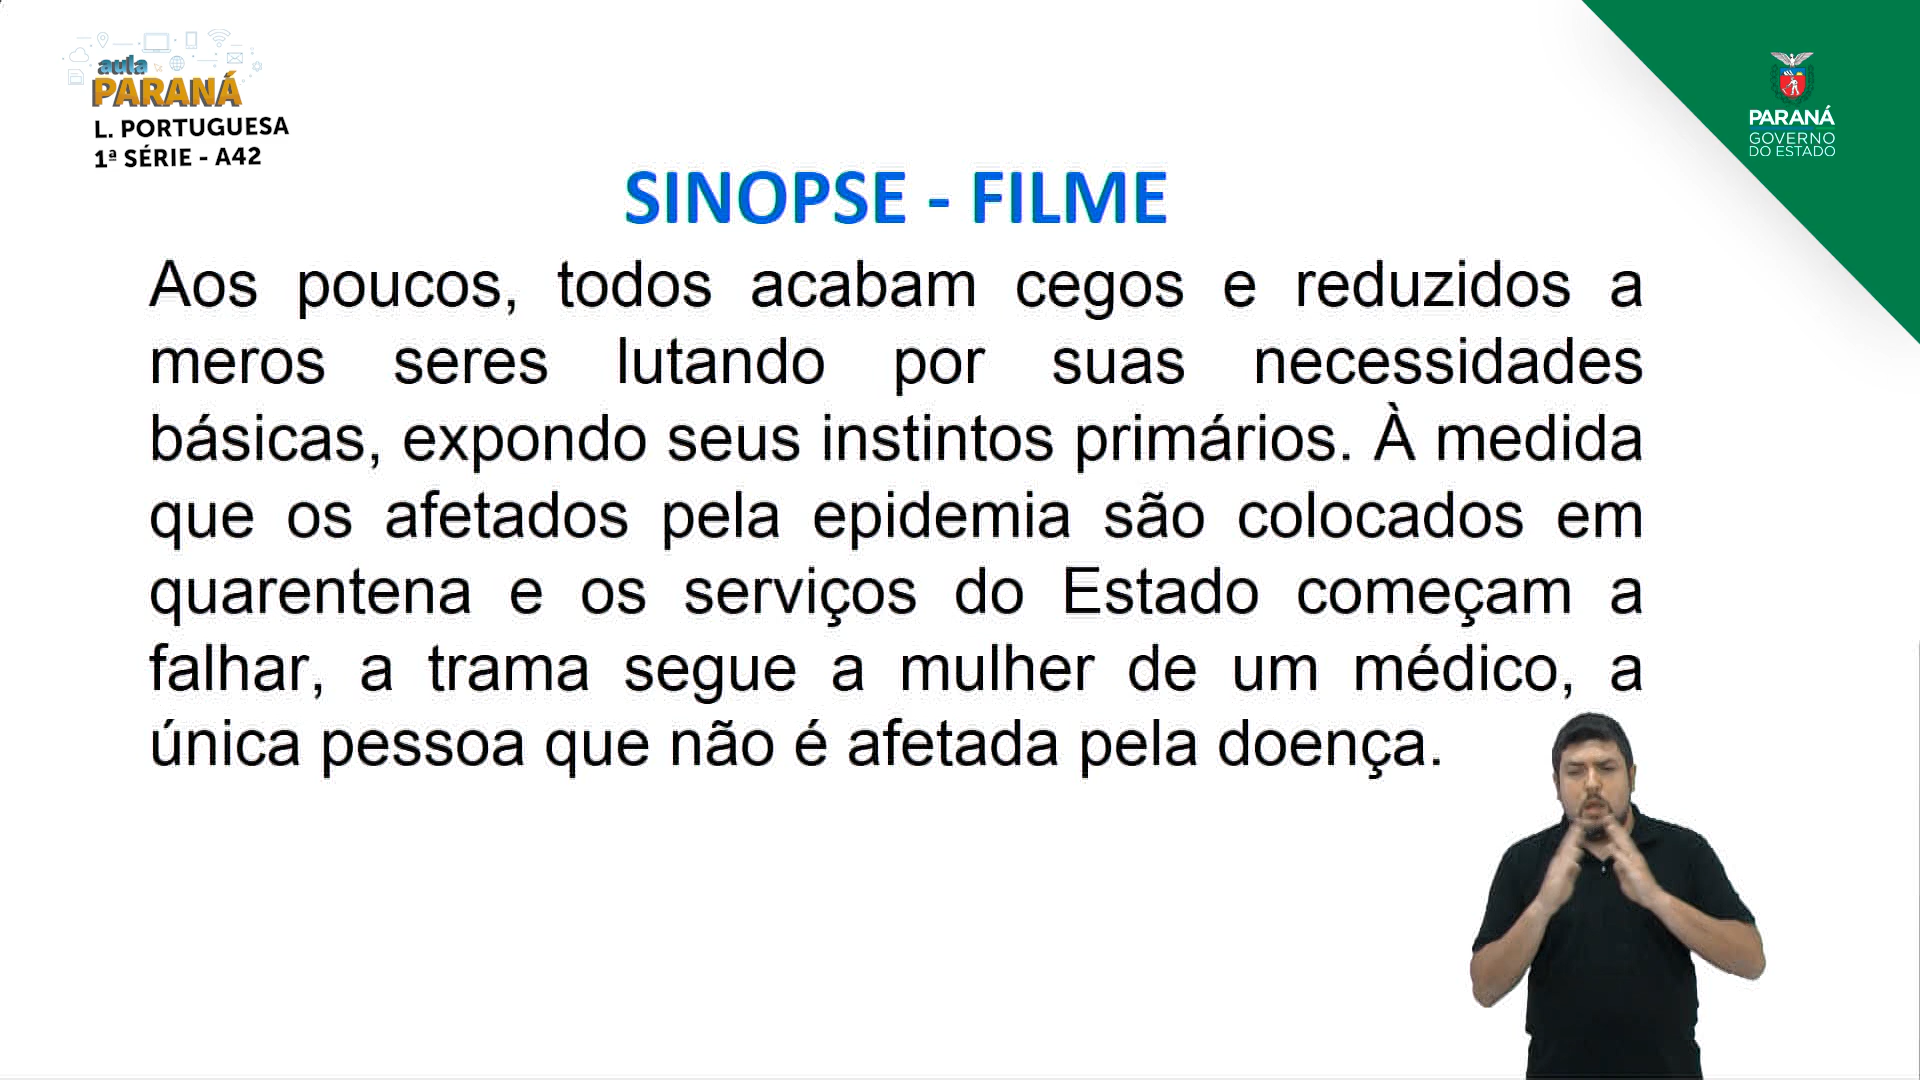 aula
PARANÁ
L. PORTUGUESA
1ª SÉRIE - A42
PARANÁ
GOVERNO
DO ESTADO
SINOPSE - FILME
Aos poucos, todos acabam cegos e reduzidos a
meros seres lutando por suas necessidades
básicas, expondo seus instintos primários. À medida
que os afetados pela epidemia são colocados em
quarentena e os serviços do Estado começam a
falhar, a trama segue a mulher de um médico, a
única pessoa que não é afetada pela doença.